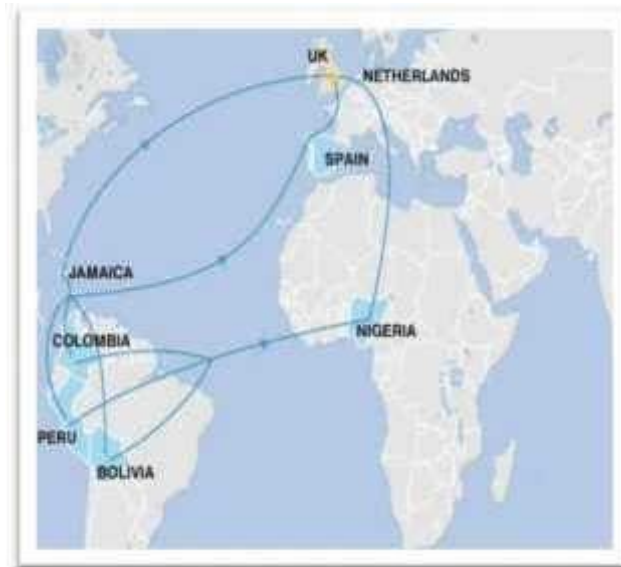 UK
NETHERLANDS
SPAIN
JAMAICA
COLOMBIA
NIGERIA
PERU
BOLIVIA